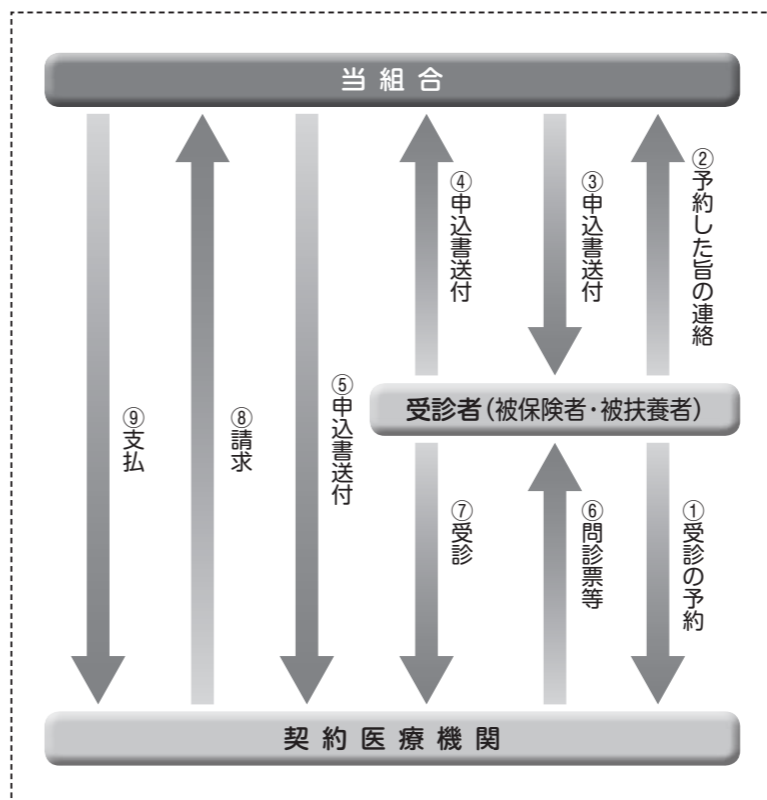 当組合
②予約した旨の連絡
③申込書送付
④申込書送付
⑤申込書送付
⑧請求
⑨支払
受診者(被保険者・被扶養者)
①受診の予約
⑥問診票等
⑦受診
契約医療機関